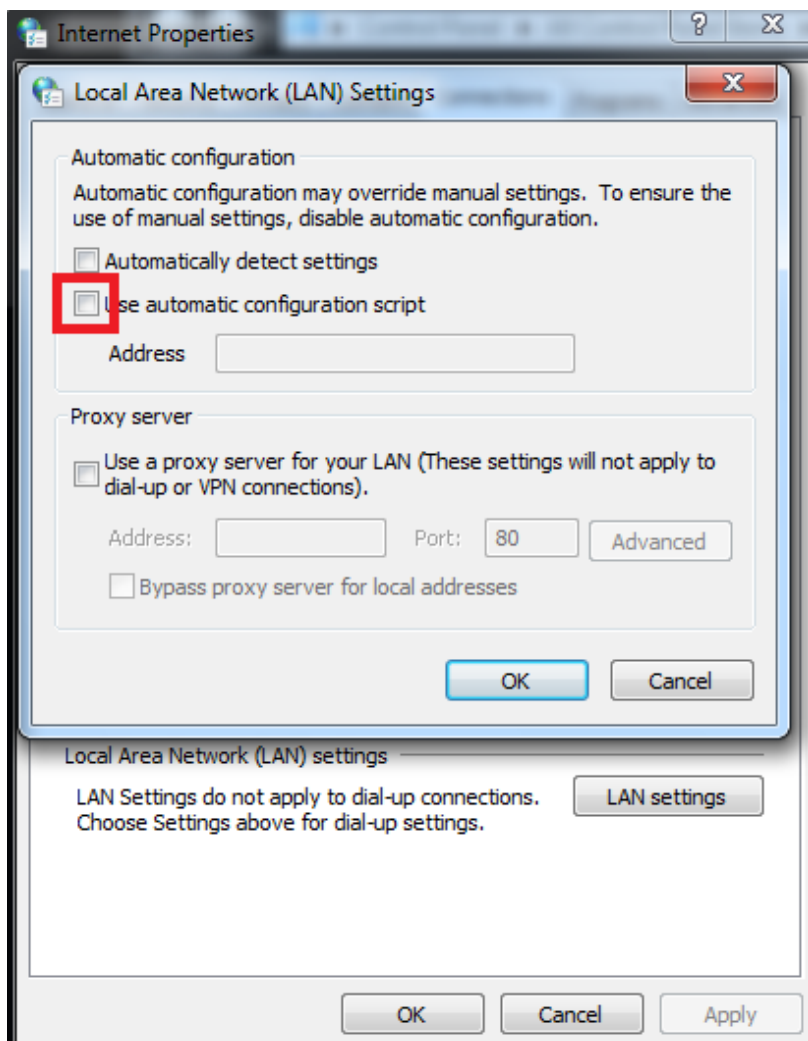 Internet Properties
Local Area Network (LAN) Settings
Automatic configuration
Automatic configuration may override manual settings. To ensure the
use of manual settings, disable automatic configuration.
Automatically detect settings
Use automatic configuration script
Address
Proxy server
Use a proxy server for your LAN (These settings will not apply to
dial-up or VPN connections).
Address: Port: 80 Advanced
Bypass proxy server for local addresses
OK Cancel
Local Area Network (LAN) settings
LAN Settings do not apply to dial-up connections. LAN settings
Choose Settings above for dial-up settings.
OK Cancel Apply